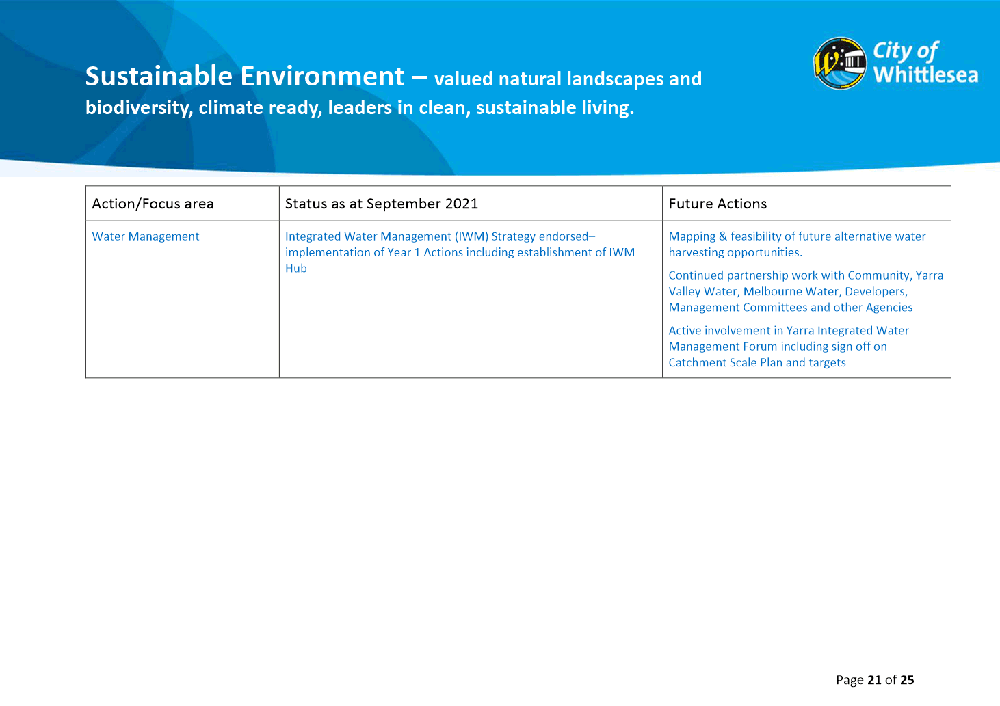 Sustainable Environment – valued natural landscapes and
biodiversity, climate ready, leaders in clean, sustainable living.
City of
Whittlesea
Action/Focus area
Status as at September 2021
Future Actions
Water Management
Integrated Water Management (IWM) Strategy endorsed–
implementation of Year 1 Actions including establishment of IWM
Hub
Mapping & feasibility of future alternative water
harvesting opportunities.
Continued partnership work with Community, Yarra
Valley Water, Melbourne Water, Developers,
Management Committees and other Agencies
Active involvement in Yarra Integrated Water
Management Forum including sign off on
Catchment Scale Plan and targets
Page 21 of 25